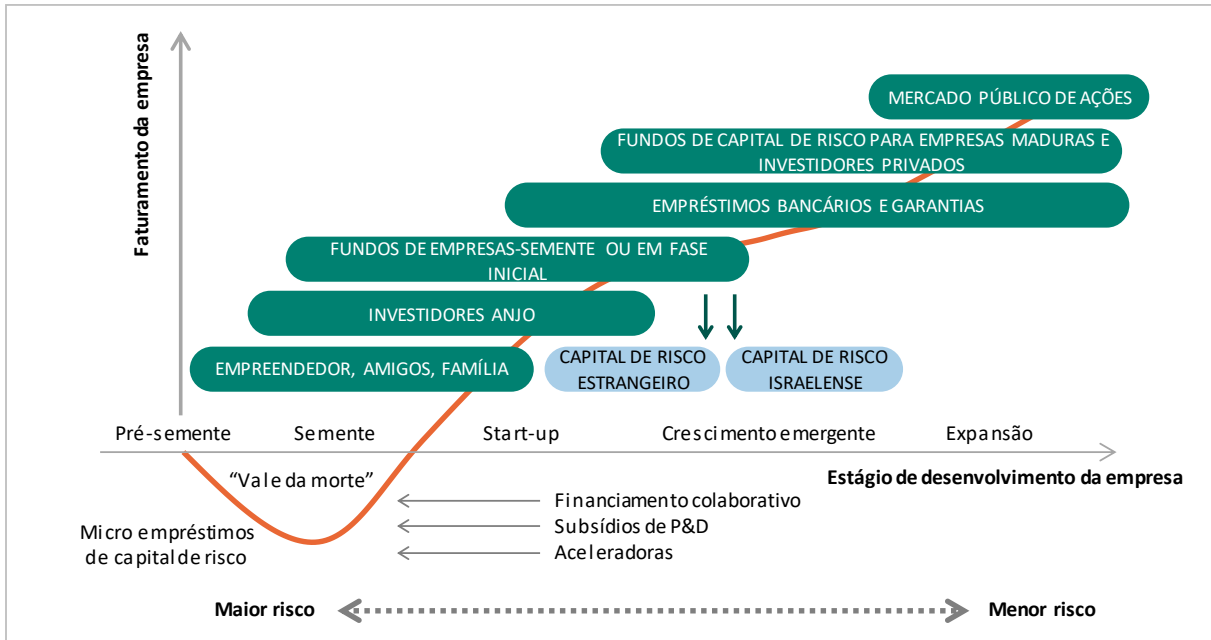 Faturamento da empresa
MERCADO PÚBLICO DE AÇÕES
FUNDOS DE CAPITAL DE RISCO PARA EMPRESAS MADURAS E
INVESTIDORES PRIVADOS
EMPRÉSTIMOS BANCÁRIOS E GARANTIAS
FUNDOS DE EMPRESAS-SEMENTE OU EM FASE
INICIAL
INVESTIDORES ANJO
EMPREENDEDOR, AMIGOS, FAMÍLIA
CAPITAL DE RISCO
ESTRANGEIRO
CAPITAL DE RISCO
ISRAELENSE
Pré-semente
Semente
Start-up
Crescimento emergente
Expansão
Estágio de desenvolvimento da empresa
“Vale da morte”
Micro empréstimos
de capital de risco
Financiamento colaborativo
Subsídios de P&D
Aceleradoras
Maior risco
Menor risco